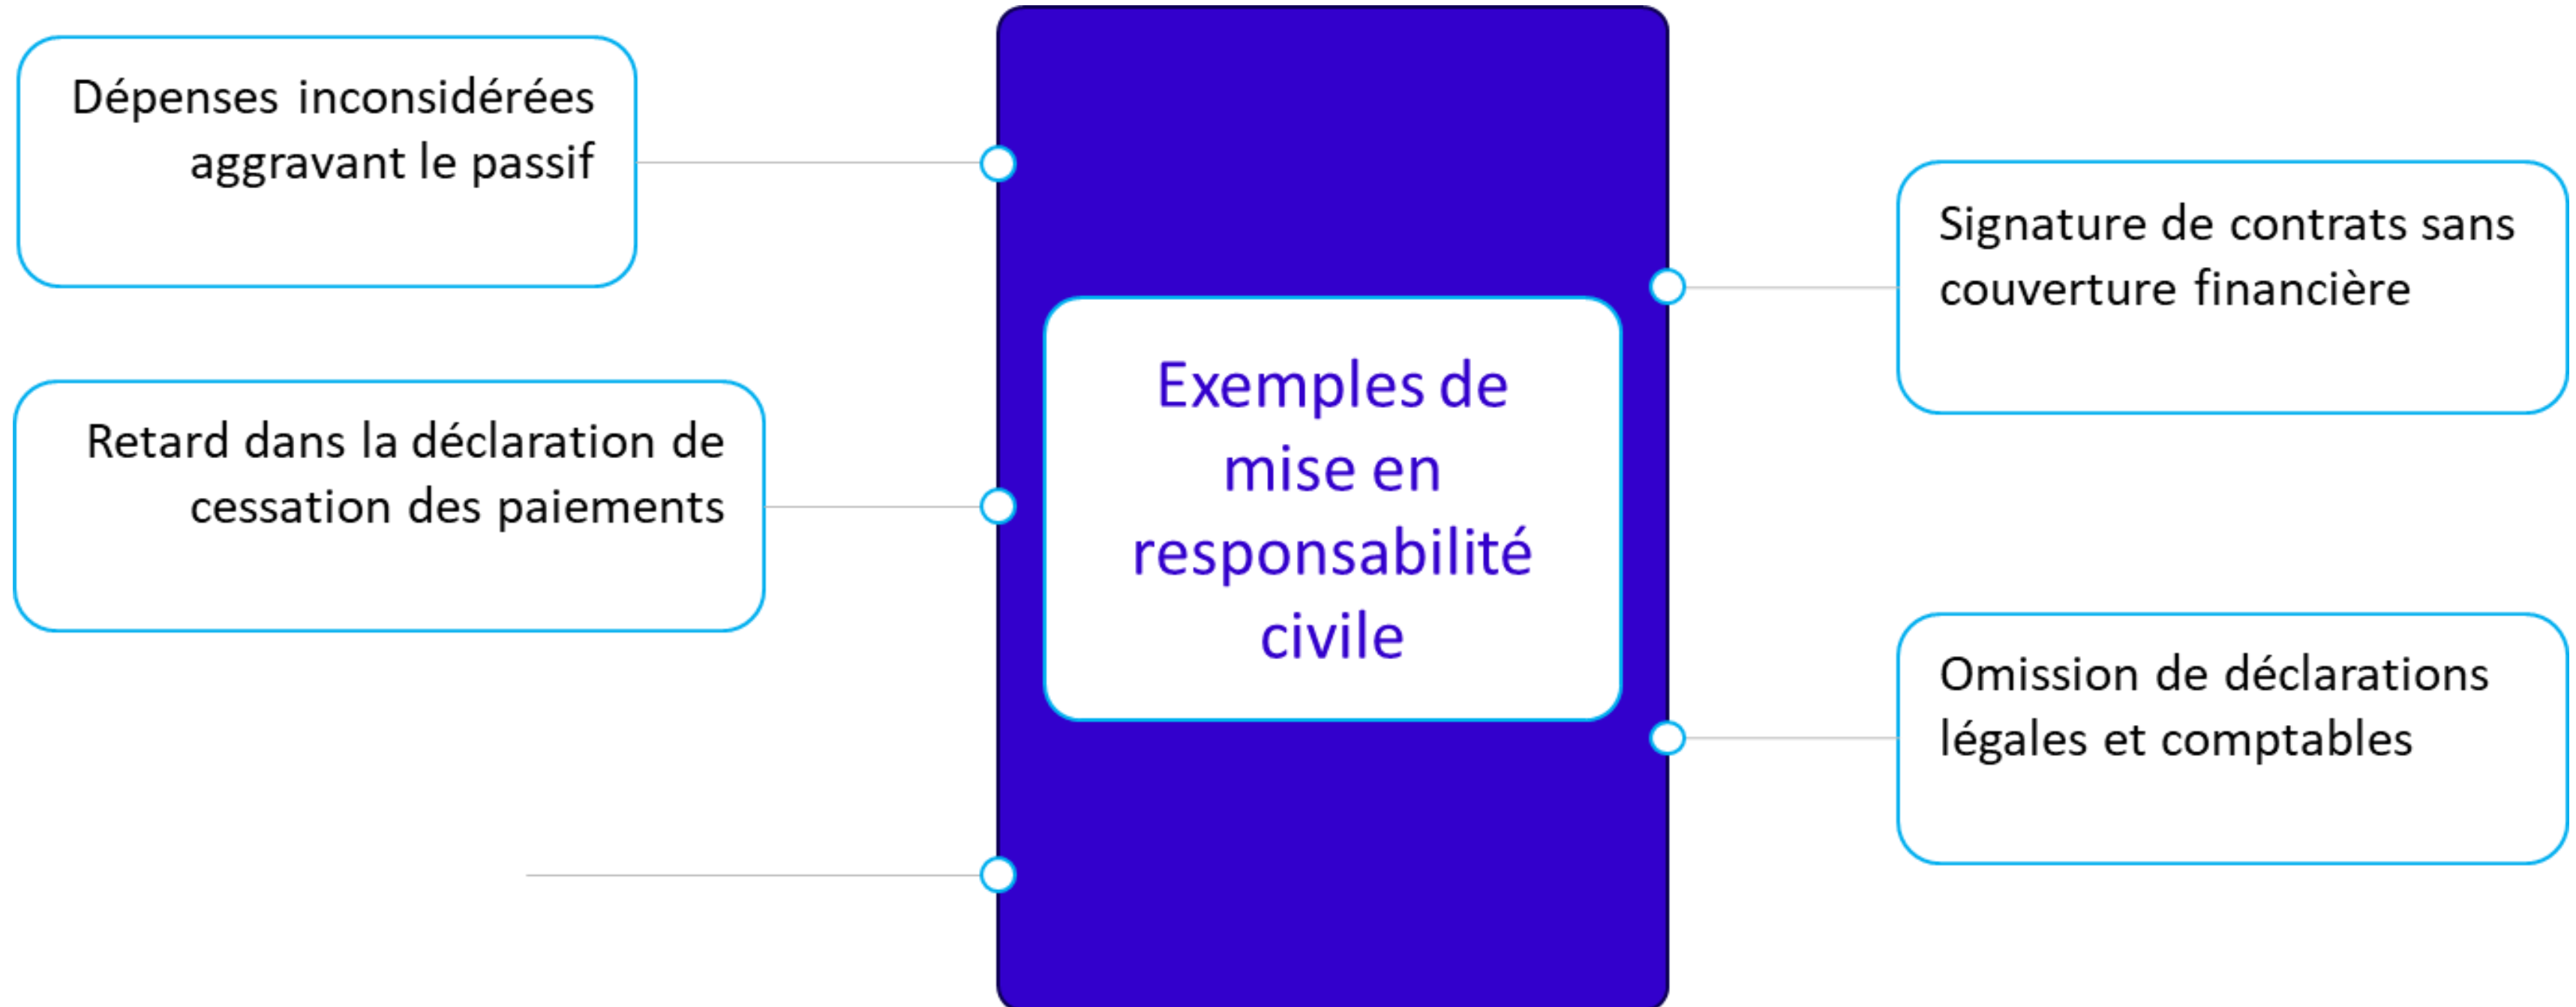 Dépenses inconsidérées
aggravant le passif
Retard dans la déclaration de
cessation des paiements
Exemples de
mise en
responsabilité
civile
Signature de contrats sans
couverture financière
Omission de déclarations
légales et comptables